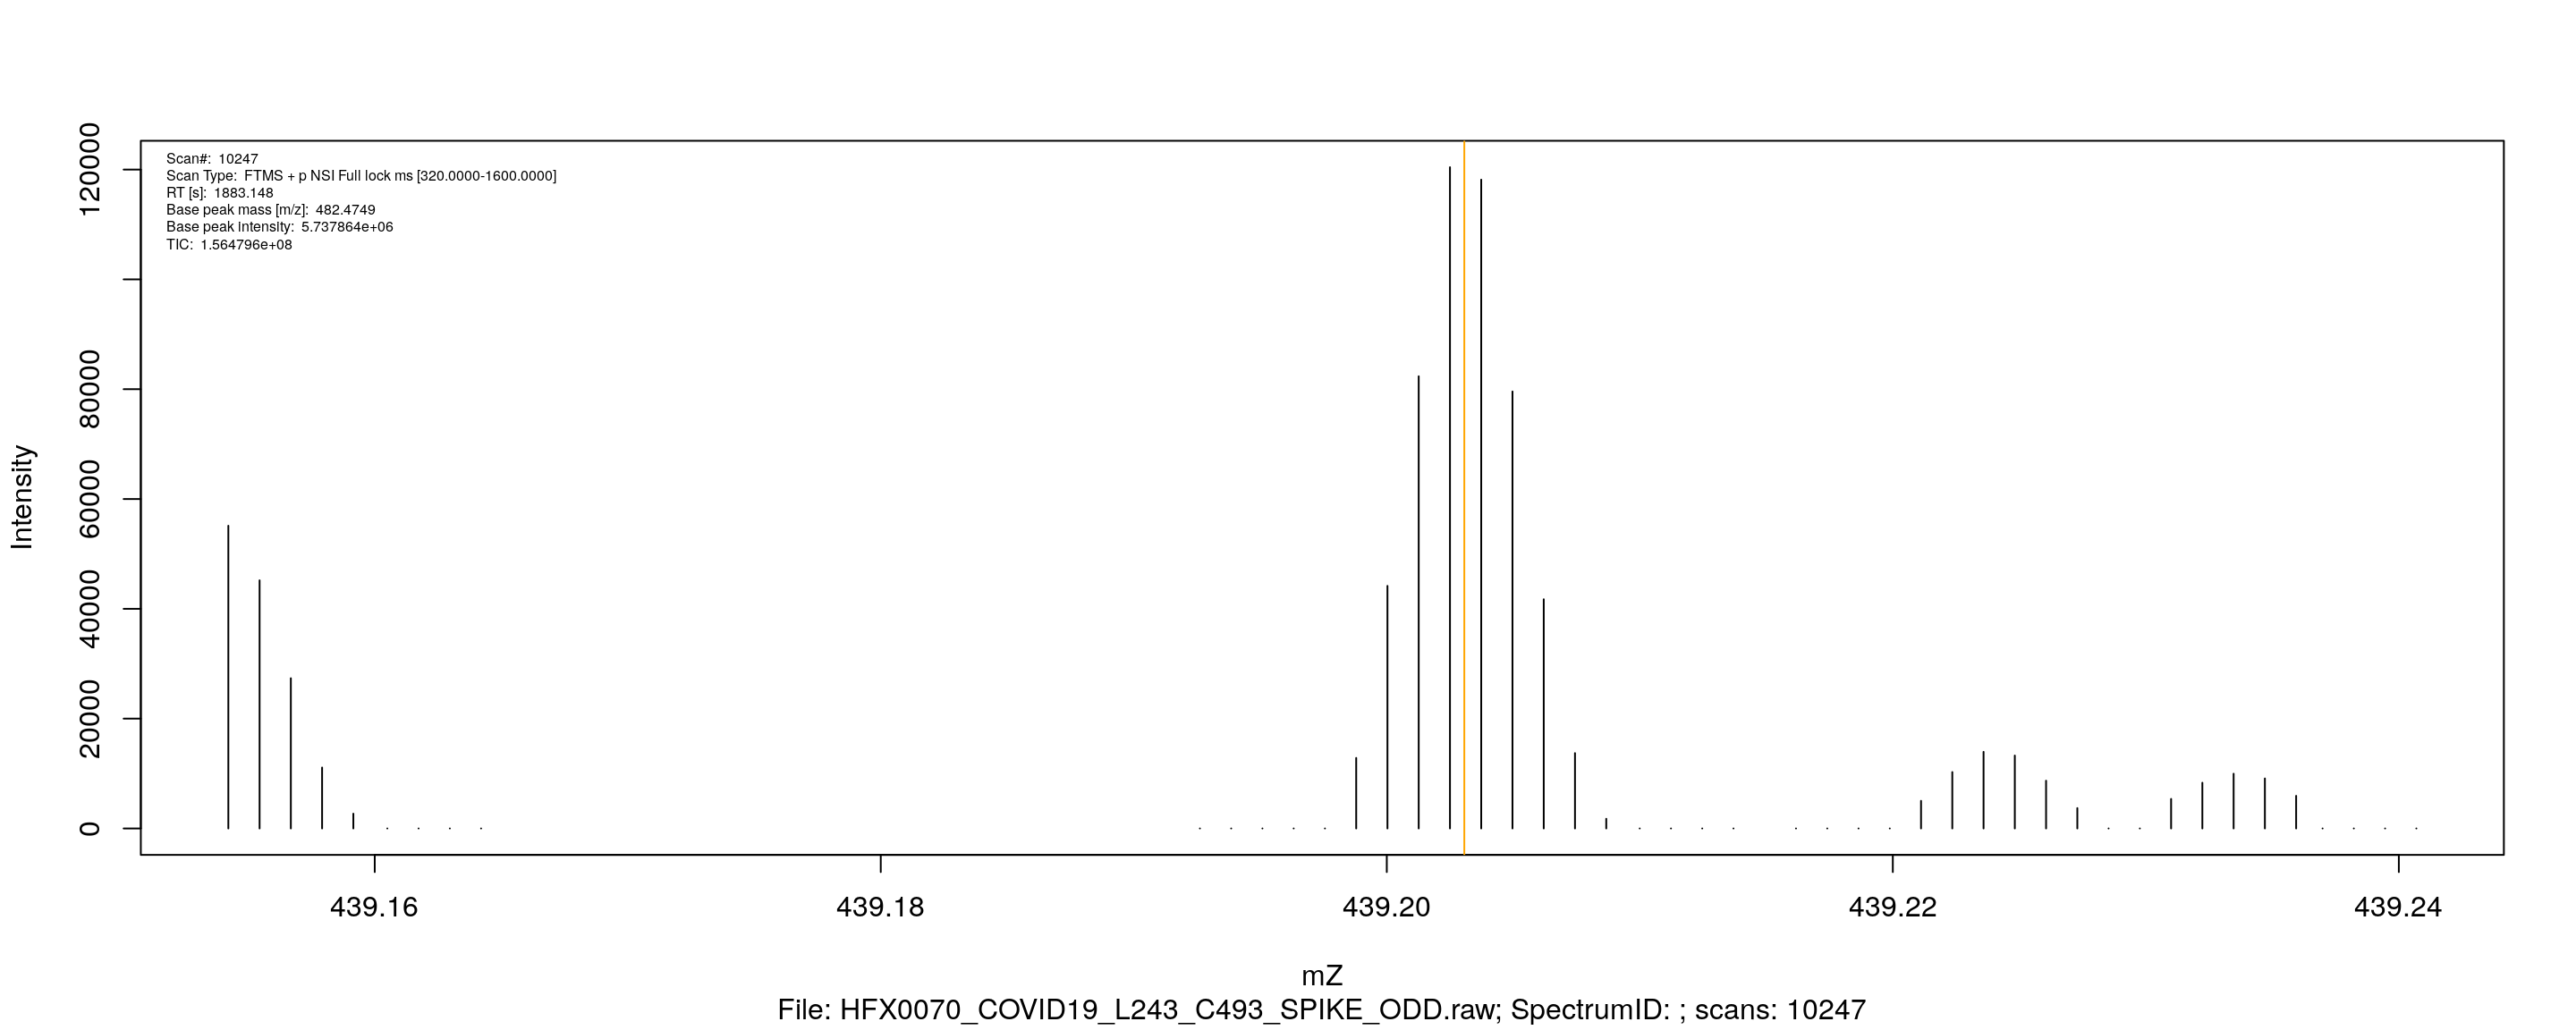 Scan#: 10247
Scan Type: FTMS + p NSI Full lock ms [320.0000-1600.0000]
RT [s]: 1883.148
Base peak mass [m/z]: 482.4749
Base peak intensity: 5.737864e+06
TIC: 1.564796e+08
120000
80000
60000
40000
20000
0
Intensity
439.16 439.18 439.20 439.22 439.24
mZ
File: HFX0070_COVID19_L243_C493_SPIKE_ODD.raw; SpectrumID: ; scans: 10247